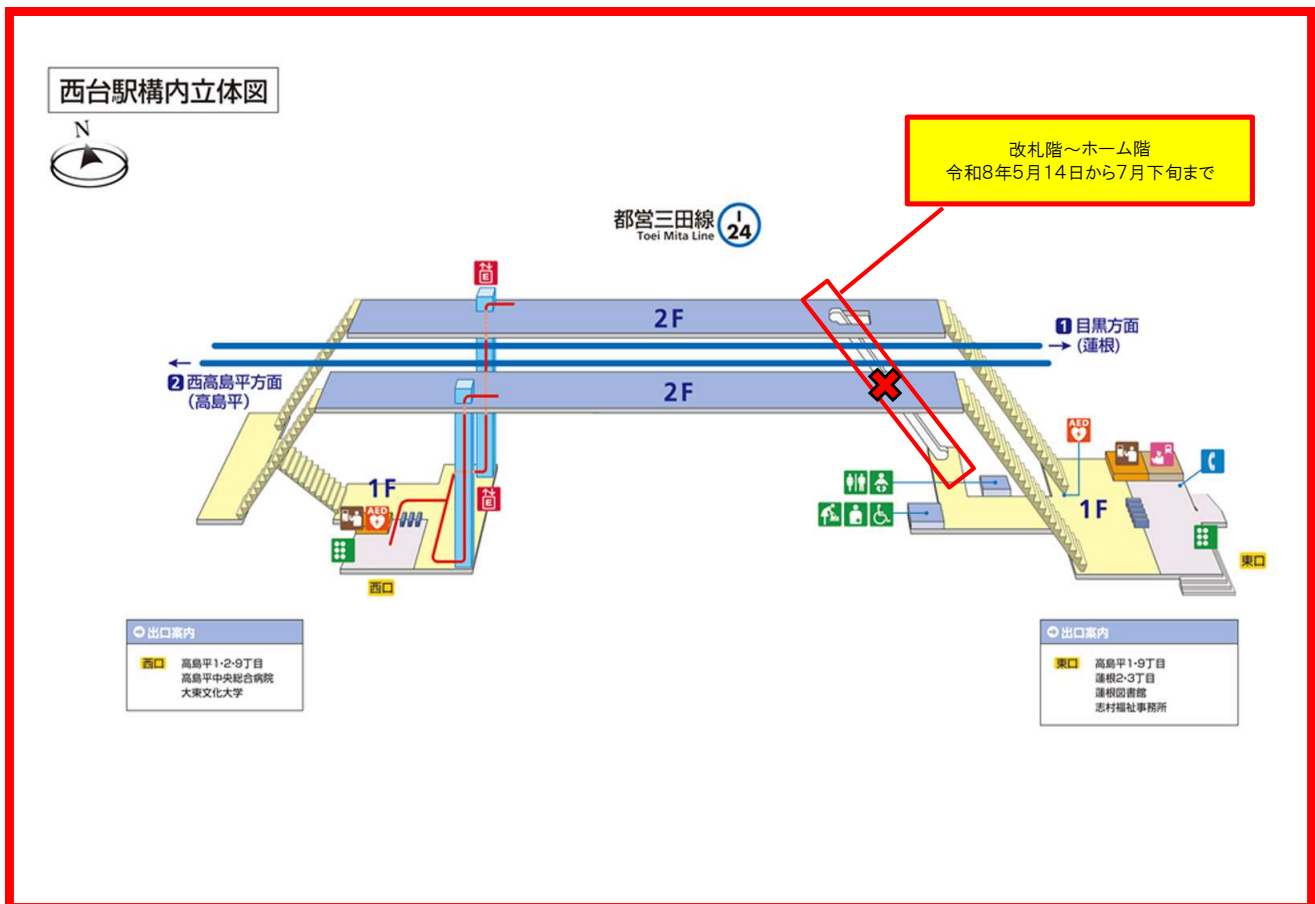 西台駅構内立体図
N
改札階～ホーム階
令和8年5月14日から7月下旬まで
都営三田線
Toei Mita Line
I
24
E
2F
1 目黒方面
→ (蓮根)
←
2 西高島平方面
(高島平)
2F
AED
1F
E
AED
1F
西口
東口
出口案内
西口 高島平1・2・9丁目
高島平中央総合病院
大東文化大学
出口案内
東口 高島平1・9丁目
蓮根2・3丁目
蓮根図書館
志村福祉事務所